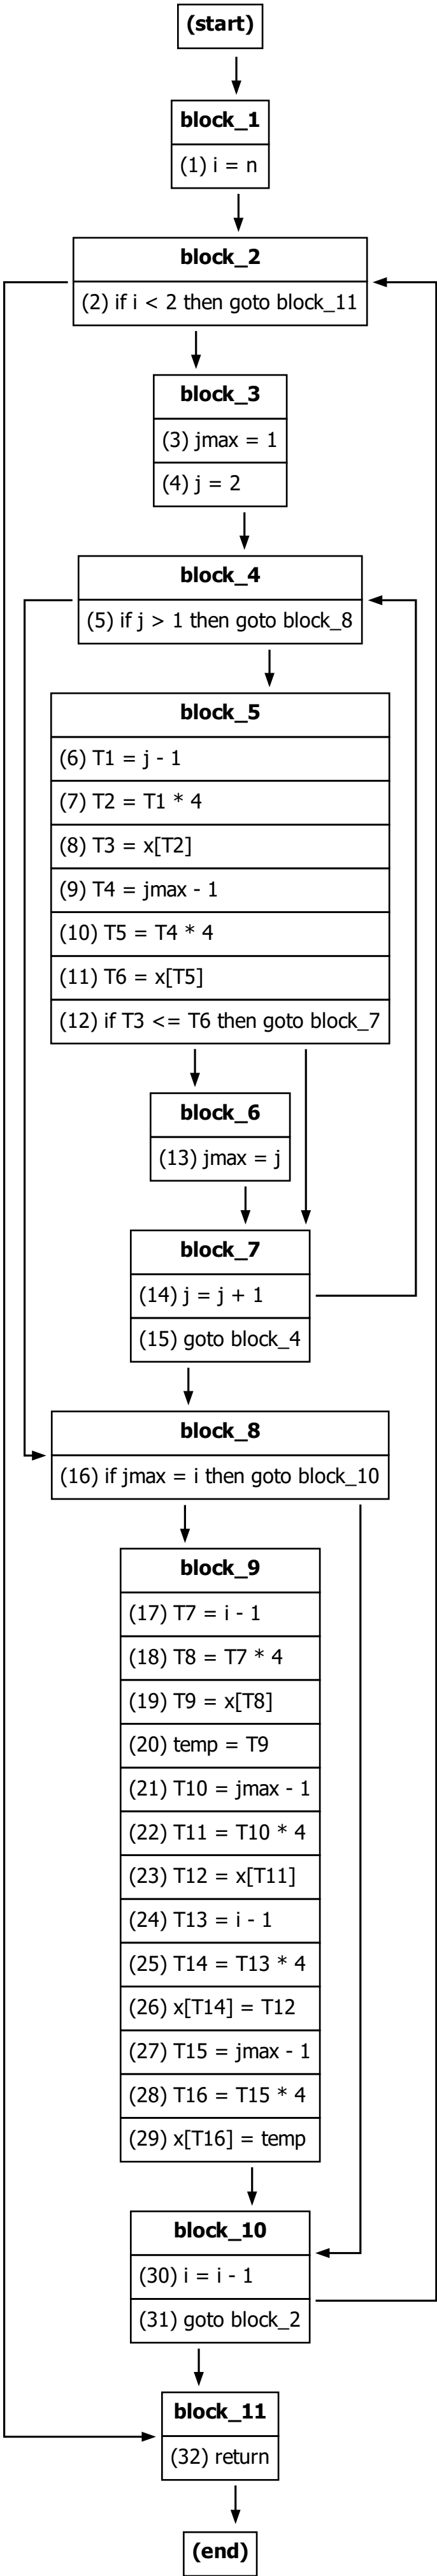 (start)
block_1
(1) i = n
block_2
(2) if i < 2 then goto block_11
block_3
(3) jmax = 1
(4) j = 2
block_4
(5) if j > 1 then goto block_8
block_5
(6) T1 = j - 1
(7) T2 = T1 * 4
(8) T3 = x[T2]
(9) T4 = jmax - 1
(10) T5 = T4 * 4
(11) T6 = x[T5]
(12) if T3 <= T6 then goto block_7
block_6
(13) jmax = j
block_7
(14) j = j + 1
(15) goto block_4
block_8
(16) if jmax = i then goto block_10
block_9
(17) T7 = i - 1
(18) T8 = T7 * 4
(19) T9 = x[T8]
(20) temp = T9
(21) T10 = jmax - 1
(22) T11 = T10 * 4
(23) T12 = x[T11]
(24) T13 = i - 1
(25) T14 = T13 * 4
(26) x[T14] = T12
(27) T15 = jmax - 1
(28) T16 = T15 * 4
(29) x[T16] = temp
block_10
(30) i = i - 1
(31) goto block_2
block_11
(32) return
(end)